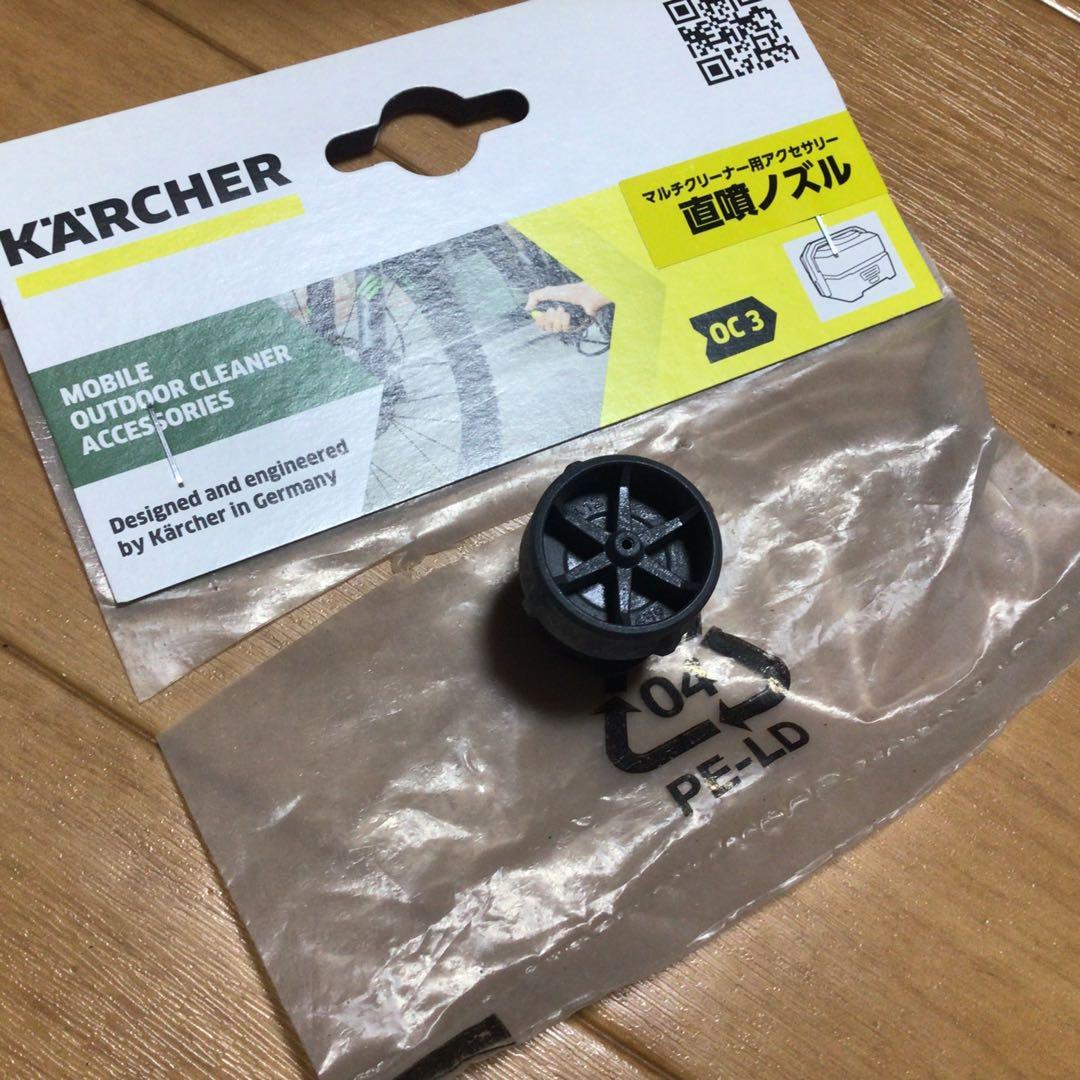 KÄRCHER
マルチクリーナー用アクセサリー
直噴ノズル
OC 3
MOBILE
OUTDOOR CLEANER
ACCESSORIES
Designed and engineered
by Kärcher in Germany
04
PE-LD